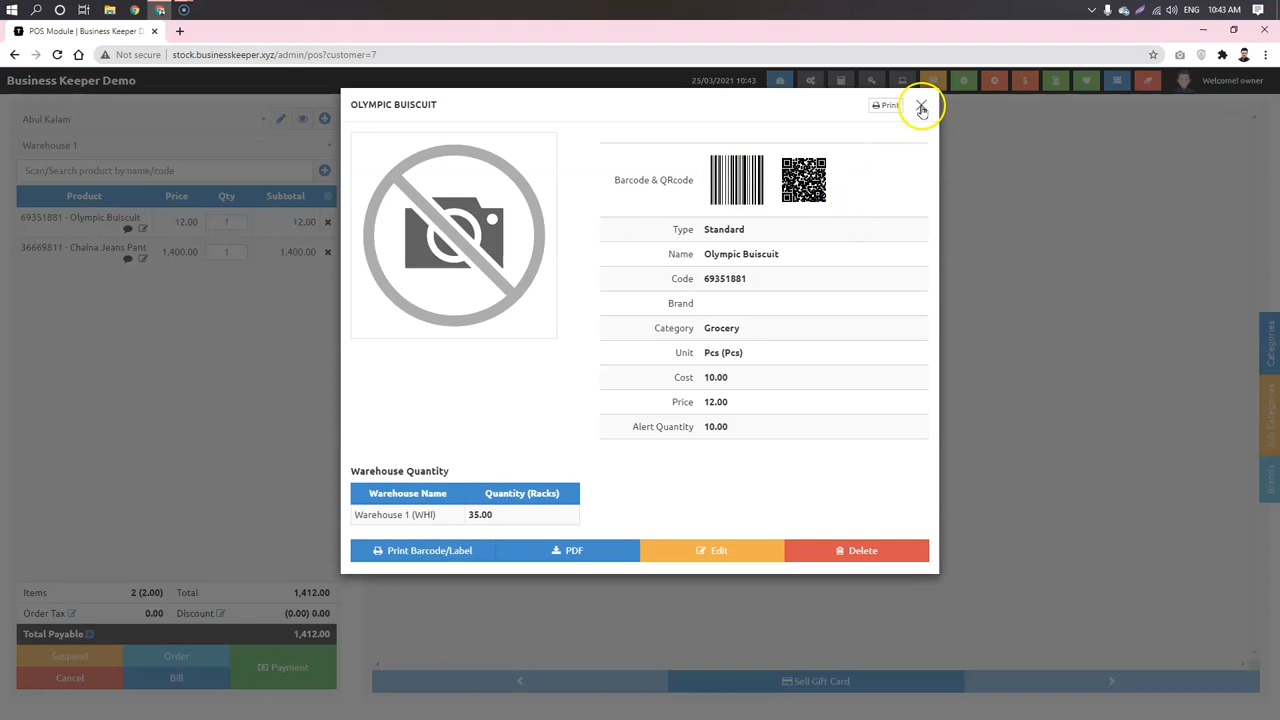 ENG 10:43 AM
POS Module | Business Keeper D
Not secure stock.businesskeeper.xyz/admin/pos?customer=7
Business Keeper Demo
25/03/2021 10:43
Welcome! owner
Abul Kalam
Warehouse 1
Scan/Search product by name/code
Product Price Qty Subtotal
69351881 - Olympic Buiscuit 12.00 1 12.00
36669811 - Chaina Jeans Pant 1,400.00 1 1,400.00
Items 2 (2.00) Total 1,412.00
Order Tax 0.00 Discount (0.00) 0.00
Total Payable 1,412.00
Suspend Order Payment
Cancel Bill
OLYMPIC BUISCUIT
Print
Barcode & QRcode
Type Standard
Name Olympic Buiscuit
Code 69351881
Brand
Category Grocery
Unit Pcs (Pcs)
Cost 10.00
Price 12.00
Alert Quantity 10.00
Warehouse Quantity
Warehouse Name Quantity (Racks)
Warehouse 1 (WHI) 35.00
Print Barcode/Label PDF Edit Delete
Sell Gift Card
Categories
Sub Categories
Brands